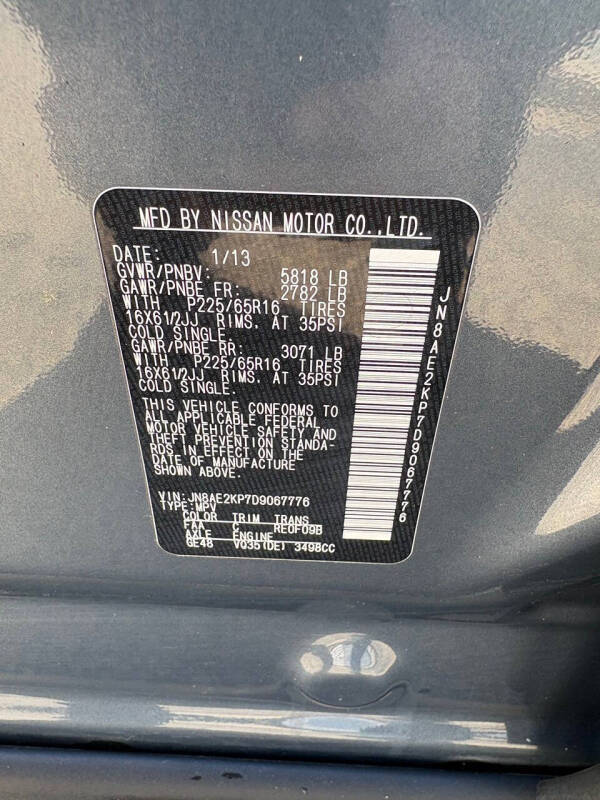 MFD BY NISSAN MOTOR CO.,LTD.
DATE: 1/13
GVWR/PNBV: 5818 LB
GAWR/PNBE FR: 2782 LB
WITH P225/65R16 TIRES
16X61/2JJ RIMS. AT 35PSI
COLD SINGLE.
GAWR/PNBE RR: 3071 LB
WITH P225/65R16 TIRES
16X61/2JJ RIMS. AT 35PSI
COLD SINGLE.
THIS VEHICLE CONFORMS TO
ALL APPLICABLE FEDERAL
MOTOR VEHICLE SAFETY AND
THEFT PREVENTION STANDA-
RDS IN EFFECT ON THE
DATE OF MANUFACTURE
SHOWN ABOVE.
VIN:JN8AE2KP7D9067776
TYPE:MPV
COLOR TRIM TRANS
FAA C RE0F09B
AXLE ENGINE
GE48 VQ35(DE) 3498CC
JN8AE2KP7D9067776